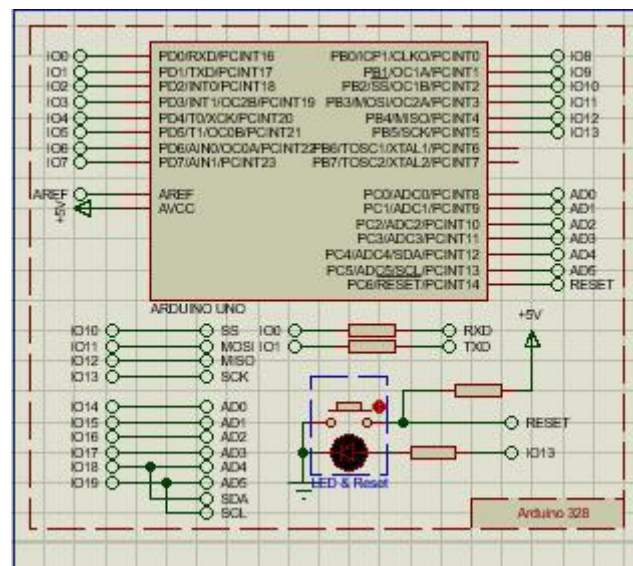 IO0 PD0/RXD/PCINT16 PB0/ICP1/CLKO/PCINT0 IO8
IO1 PD1/TXD/PCINT17 PB1/OC1A/PCINT1 IO9
IO2 PD2/INT0/PCINT18 PB2/SS/OC1B/PCINT2 IO10
IO3 PD3/INT1/OC2B/PCINT19 PB3/MOSI/OC2A/PCINT3 IO11
IO4 PD4/T0/XCK/PCINT20 PB4/MISO/PCINT4 IO12
IO5 PD5/T1/OC0B/PCINT21 PB5/SCK/PCINT5 IO13
IO6 PD6/AIN0/OC0A/PCINT22 PB6/TOSC1/XTAL1/PCINT6
IO7 PD7/AIN1/PCINT23 PB7/TOSC2/XTAL2/PCINT7
AREF AREF PC0/ADC0/PCINT8 AD0
+5V AVCC PC1/ADC1/PCINT9 AD1
PC2/ADC2/PCINT10 AD2
PC3/ADC3/PCINT11 AD3
PC4/ADC4/SDA/PCINT12 AD4
PC5/ADC5/SCL/PCINT13 AD5
PC6/RESET/PCINT14 RESET
ARDUINO UNO
+5V
IO10 SS IO0 RXD
IO11 MOSI IO1 TXD
IO12 MISO
IO13 SCK
IO14 AD0
IO15 AD1 RESET
IO16 AD2
IO17 AD3 IO13
IO18 AD4
IO19 AD5 LED & Reset
SDA
SCL Arduino 328